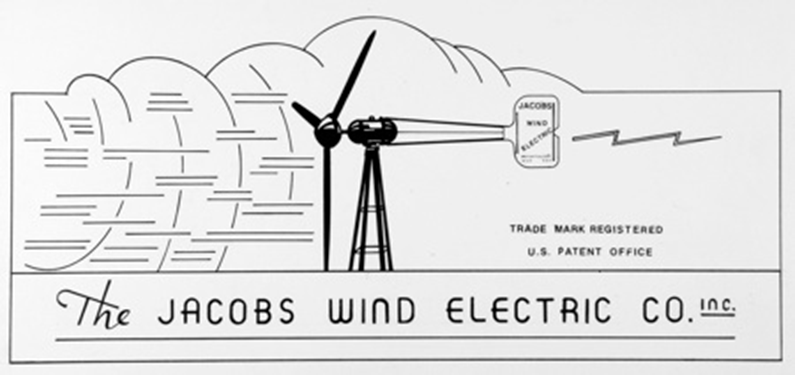 JACOBS
WIND
ELECTRIC
TRADE MARK REGISTERED
U.S. PATENT OFFICE
The JACOBS WIND ELECTRIC CO. INC.